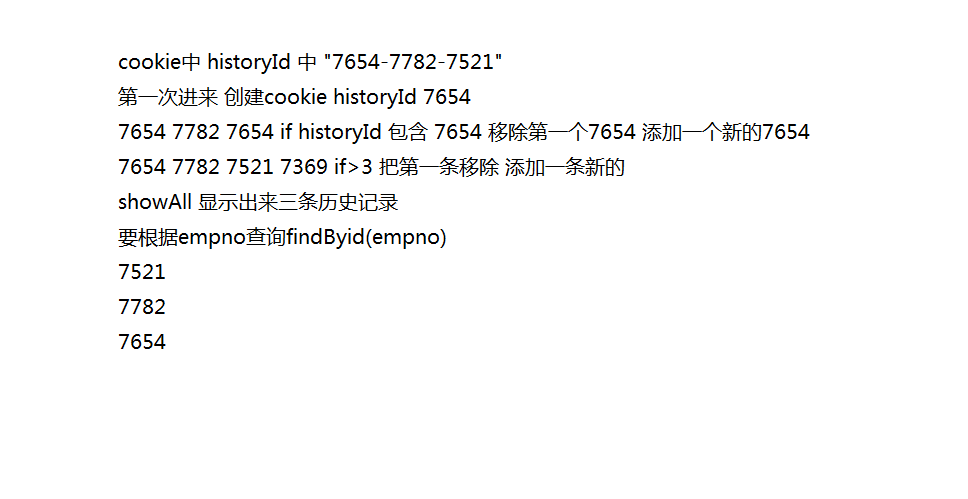 cookie中 historyId 中 "7654-7782-7521"
第一次进来 创建cookie historyId 7654
7654 7782 7654 if historyId 包含 7654 移除第一个7654 添加一个新的7654
7654 7782 7521 7369 if>3 把第一条移除 添加一条新的
showAll 显示出来三条历史记录
要根据empno查询findByid(empno)
7521
7782
7654